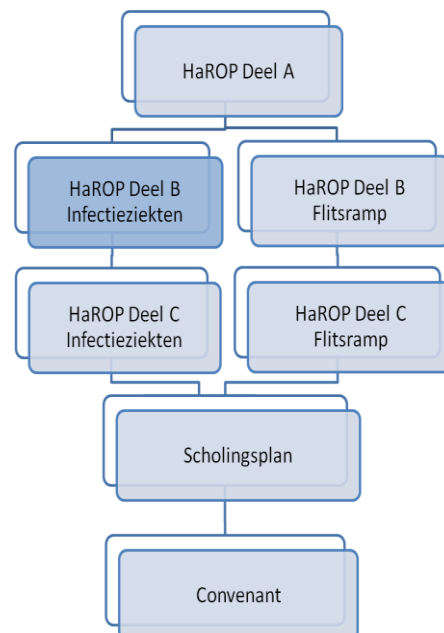 HaROP Deel A
HaROP Deel B
Infectieziekten
HaROP Deel B
Flitsramp
HaROP Deel C
Infectieziekten
HaROP Deel C
Flitsramp
Scholingsplan
Convenant